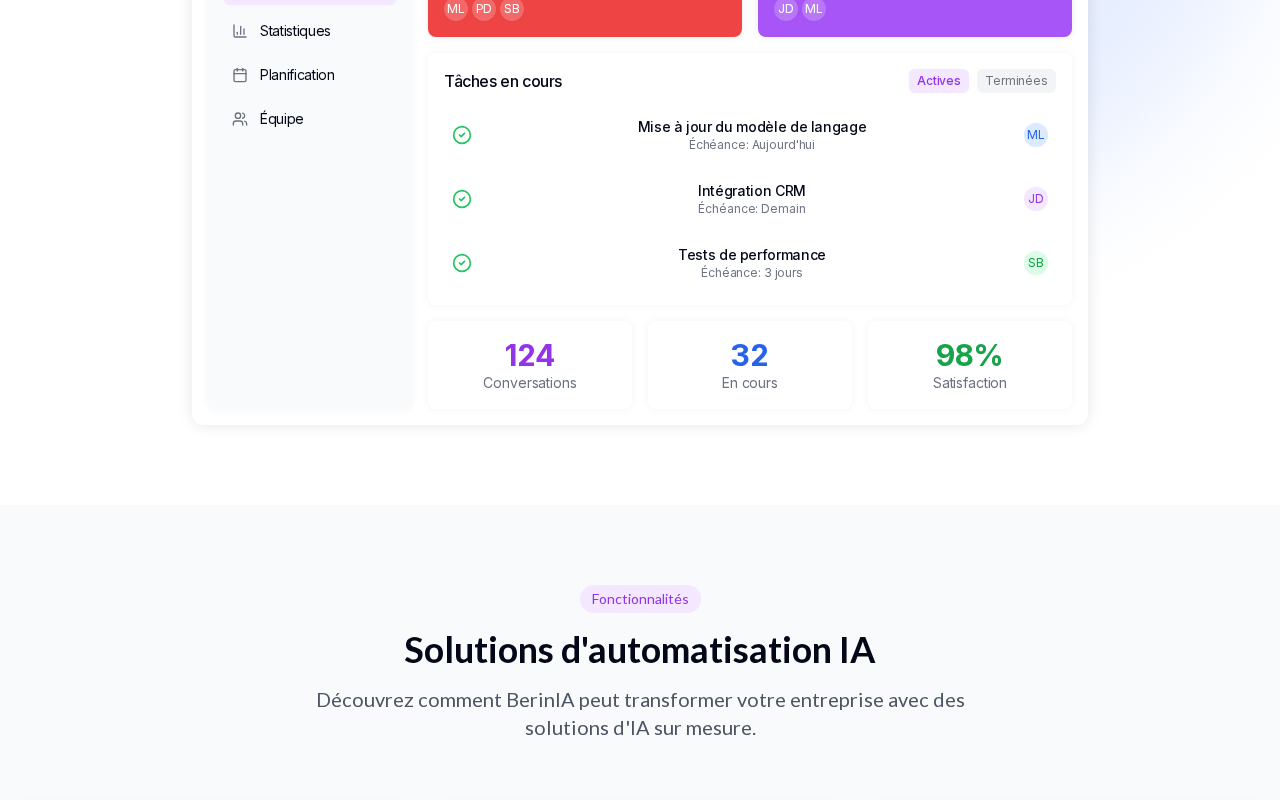 Statistiques
Planification
Équipe
ML PD SB
JD ML
Tâches en cours
Actives
Terminées
Mise à jour du modèle de langage
Échéance: Aujourd'hui
ML
Intégration CRM
Échéance: Demain
JD
Tests de performance
Échéance: 3 jours
SB
124
Conversations
32
En cours
98%
Satisfaction
Fonctionnalités
Solutions d'automatisation IA
Découvrez comment BerinIA peut transformer votre entreprise avec des
solutions d'IA sur mesure.